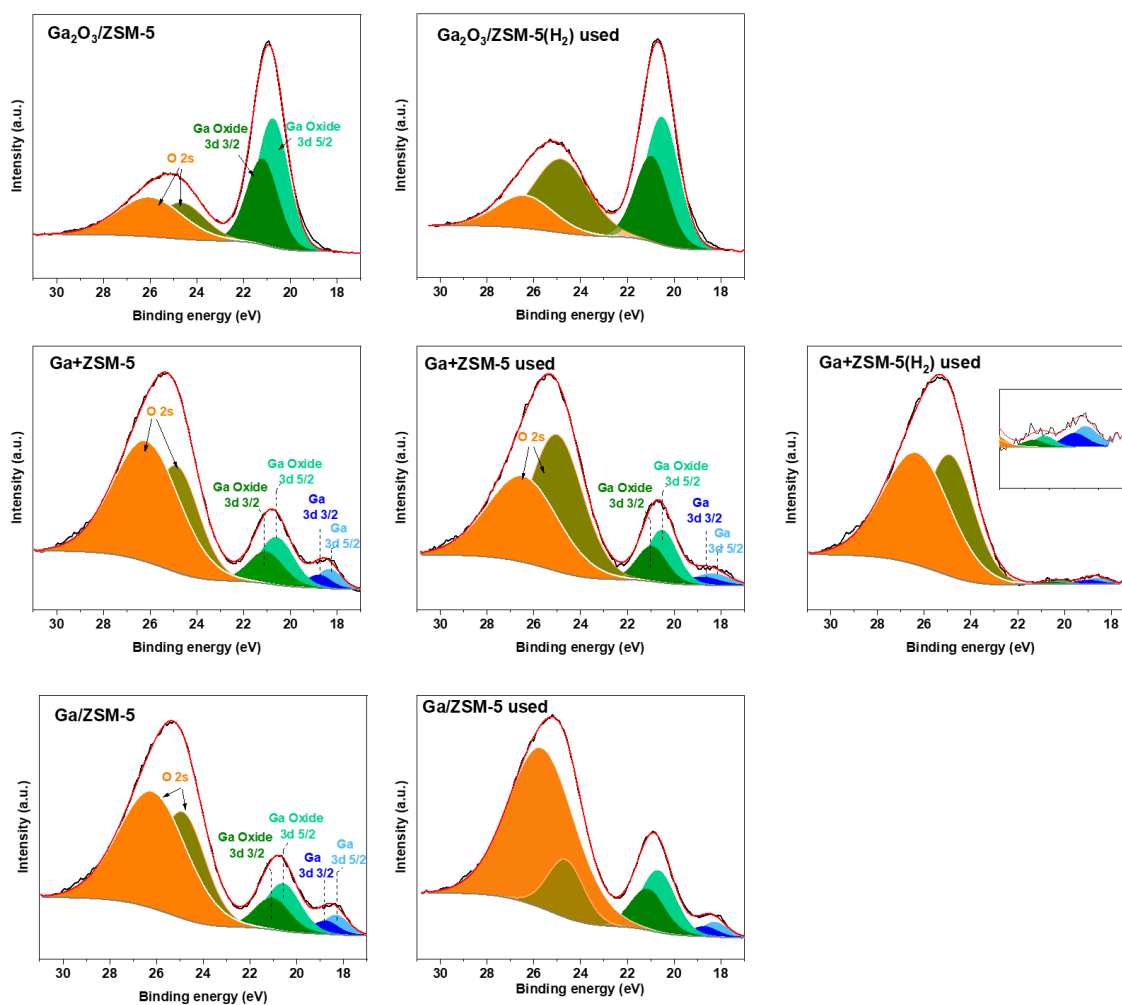 Ga₂O₃/ZSM-5
Ga Oxide
3d 3/2
Ga Oxide
3d 5/2
O 2s
Intensity (a.u.)
30 28 26 24 22 20 18
Binding energy (eV)
Ga₂O₃/ZSM-5(H₂) used
Intensity (a.u.)
30 28 26 24 22 20 18
Binding energy (eV)
Ga+ZSM-5
O 2s
Ga Oxide
3d 5/2
Ga Oxide
3d 3/2
Ga
3d 3/2
Ga
3d 5/2
Intensity (a.u.)
30 28 26 24 22 20 18
Binding energy (eV)
Ga+ZSM-5 used
O 2s
Ga Oxide
3d 5/2
Ga Oxide
3d 3/2
Ga
3d 3/2
Ga
3d 5/2
Intensity (a.u.)
30 28 26 24 22 20 18
Binding energy (eV)
Ga+ZSM-5(H₂) used
Intensity (a.u.)
30 28 26 24 22 20 18
Binding energy (eV)
Ga/ZSM-5
O 2s
Ga Oxide
3d 3/2
Ga Oxide
3d 5/2
Ga
3d 3/2
Ga
3d 5/2
Intensity (a.u.)
30 28 26 24 22 20 18
Binding energy (eV)
Ga/ZSM-5 used
Intensity (a.u.)
30 28 26 24 22 20 18
Binding energy (eV)